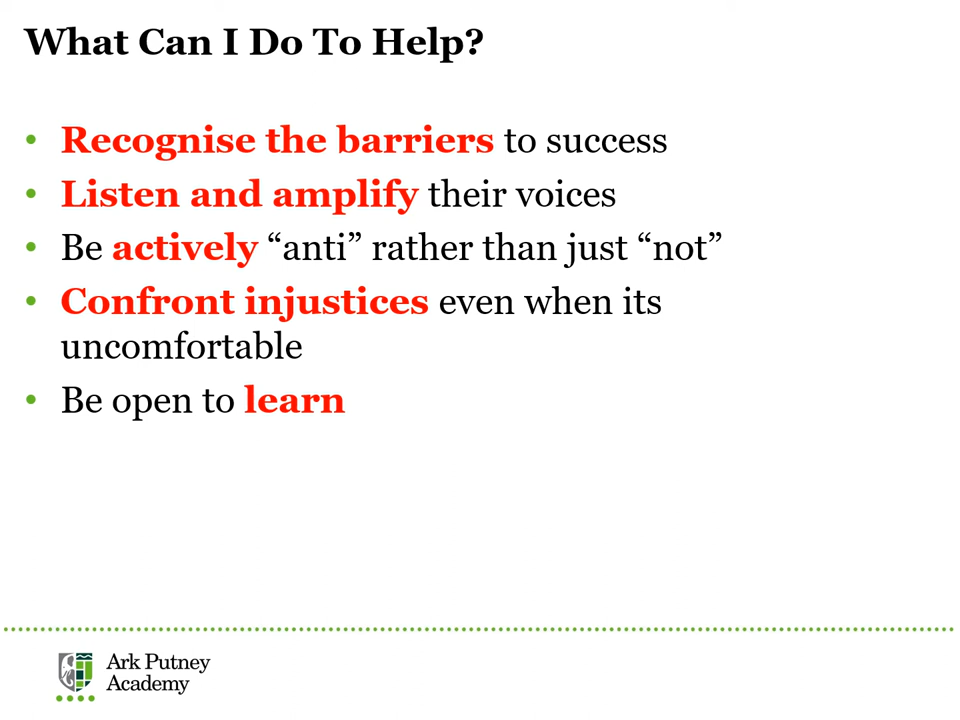 What Can I Do To Help?
• Recognise the barriers to success
• Listen and amplify their voices
• Be actively “anti” rather than just “not”
• Confront injustices even when its
uncomfortable
• Be open to learn
Ark Putney
Academy